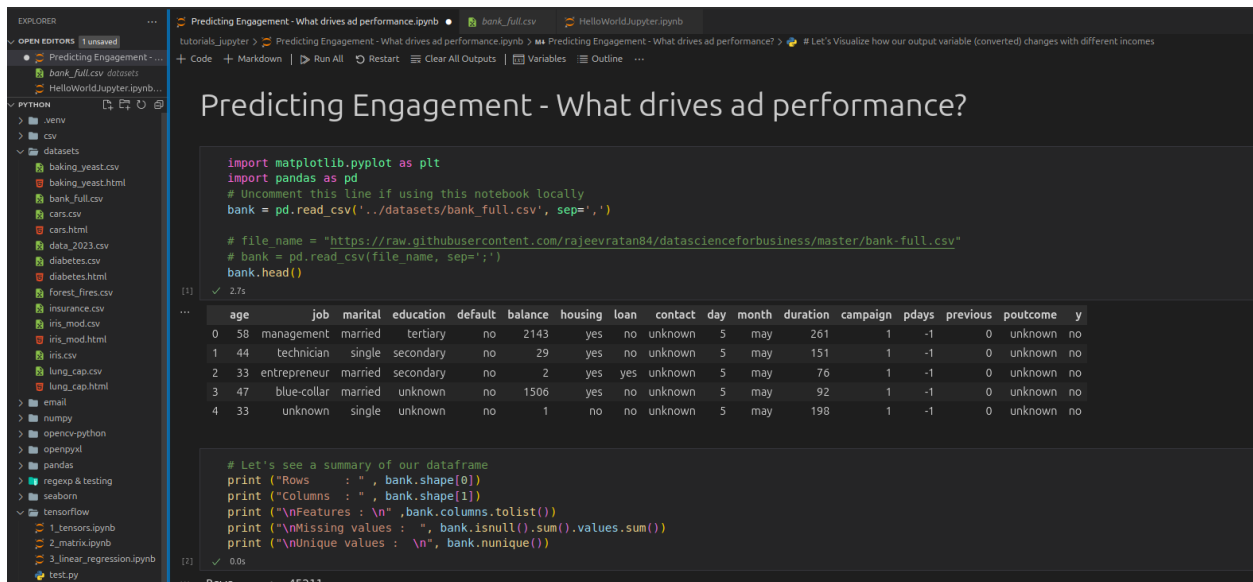 EXPLORER
OPEN EDITORS 1 unsaved
Predicting Engagement - ...
bank_full.csv datasets
HelloWorldJupyter.ipynb...
PYTHON
.venv
csv
datasets
baking_yeast.csv
baking_yeast.html
bank_full.csv
cars.csv
cars.html
data_2023.csv
diabetes.csv
diabetes.html
forest_fires.csv
insurance.csv
iris_mod.csv
iris_mod.html
iris.csv
lung_cap.csv
lung_cap.html
email
numpy
opencv-python
openpyxl
pandas
regexp & testing
seaborn
tensorflow
1_tensors.ipynb
2_matrix.ipynb
3_linear_regression.ipynb
test.py
Predicting Engagement - What drives ad performance.ipynb bank_full.csv HelloWorldJupyter.ipynb
tutorials_jupyter > Predicting Engagement - What drives ad performance.ipynb > M↓ Predicting Engagement - What drives ad performance? > # Let's Visualize how our output variable (converted) changes with different incomes
+ Code + Markdown | Run All Restart Clear All Outputs | Variables Outline ...
Predicting Engagement - What drives ad performance?
import matplotlib.pyplot as plt
import pandas as pd
# Uncomment this line if using this notebook locally
bank = pd.read_csv('../datasets/bank_full.csv', sep=',')
# file_name = "https://raw.githubusercontent.com/rajeevratan84/datascienceforbusiness/master/bank-full.csv"
# bank = pd.read_csv(file_name, sep=';')
bank.head()
[1] ✓ 2.7s
... age job marital education default balance housing loan contact day month duration campaign pdays previous poutcome y
0 58 management married tertiary no 2143 yes no unknown 5 may 261 1 -1 0 unknown no
1 44 technician single secondary no 29 yes no unknown 5 may 151 1 -1 0 unknown no
2 33 entrepreneur married secondary no 2 yes yes unknown 5 may 76 1 -1 0 unknown no
3 47 blue-collar married unknown no 1506 yes no unknown 5 may 92 1 -1 0 unknown no
4 33 unknown single unknown no 1 no no unknown 5 may 198 1 -1 0 unknown no
# Let's see a summary of our dataframe
print ("Rows     : " , bank.shape[0])
print ("Columns  : " , bank.shape[1])
print ("\nFeatures : \n" ,bank.columns.tolist())
print ("\nMissing values :  ", bank.isnull().sum().values.sum())
print ("\nUnique values :  \n", bank.nunique())
[2] ✓ 0.0s